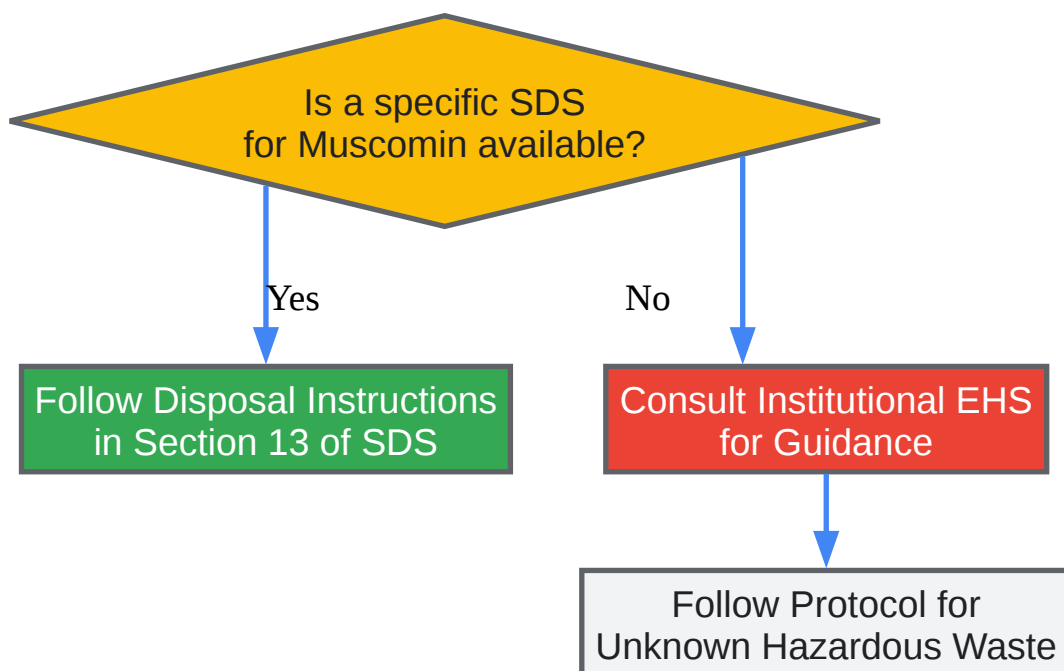 Is a specific SDS
for Muscomin available?
Yes
No
Follow Disposal Instructions
in Section 13 of SDS
Consult Institutional EHS
for Guidance
Follow Protocol for
Unknown Hazardous Waste